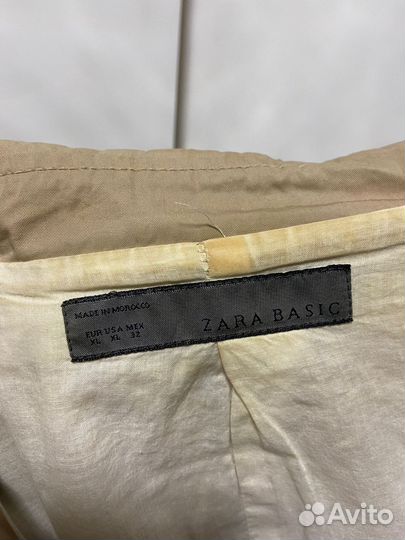 MADE IN MOROCCO
EUR USA MEX
XL XL 32
ZARA BASIC
Avito